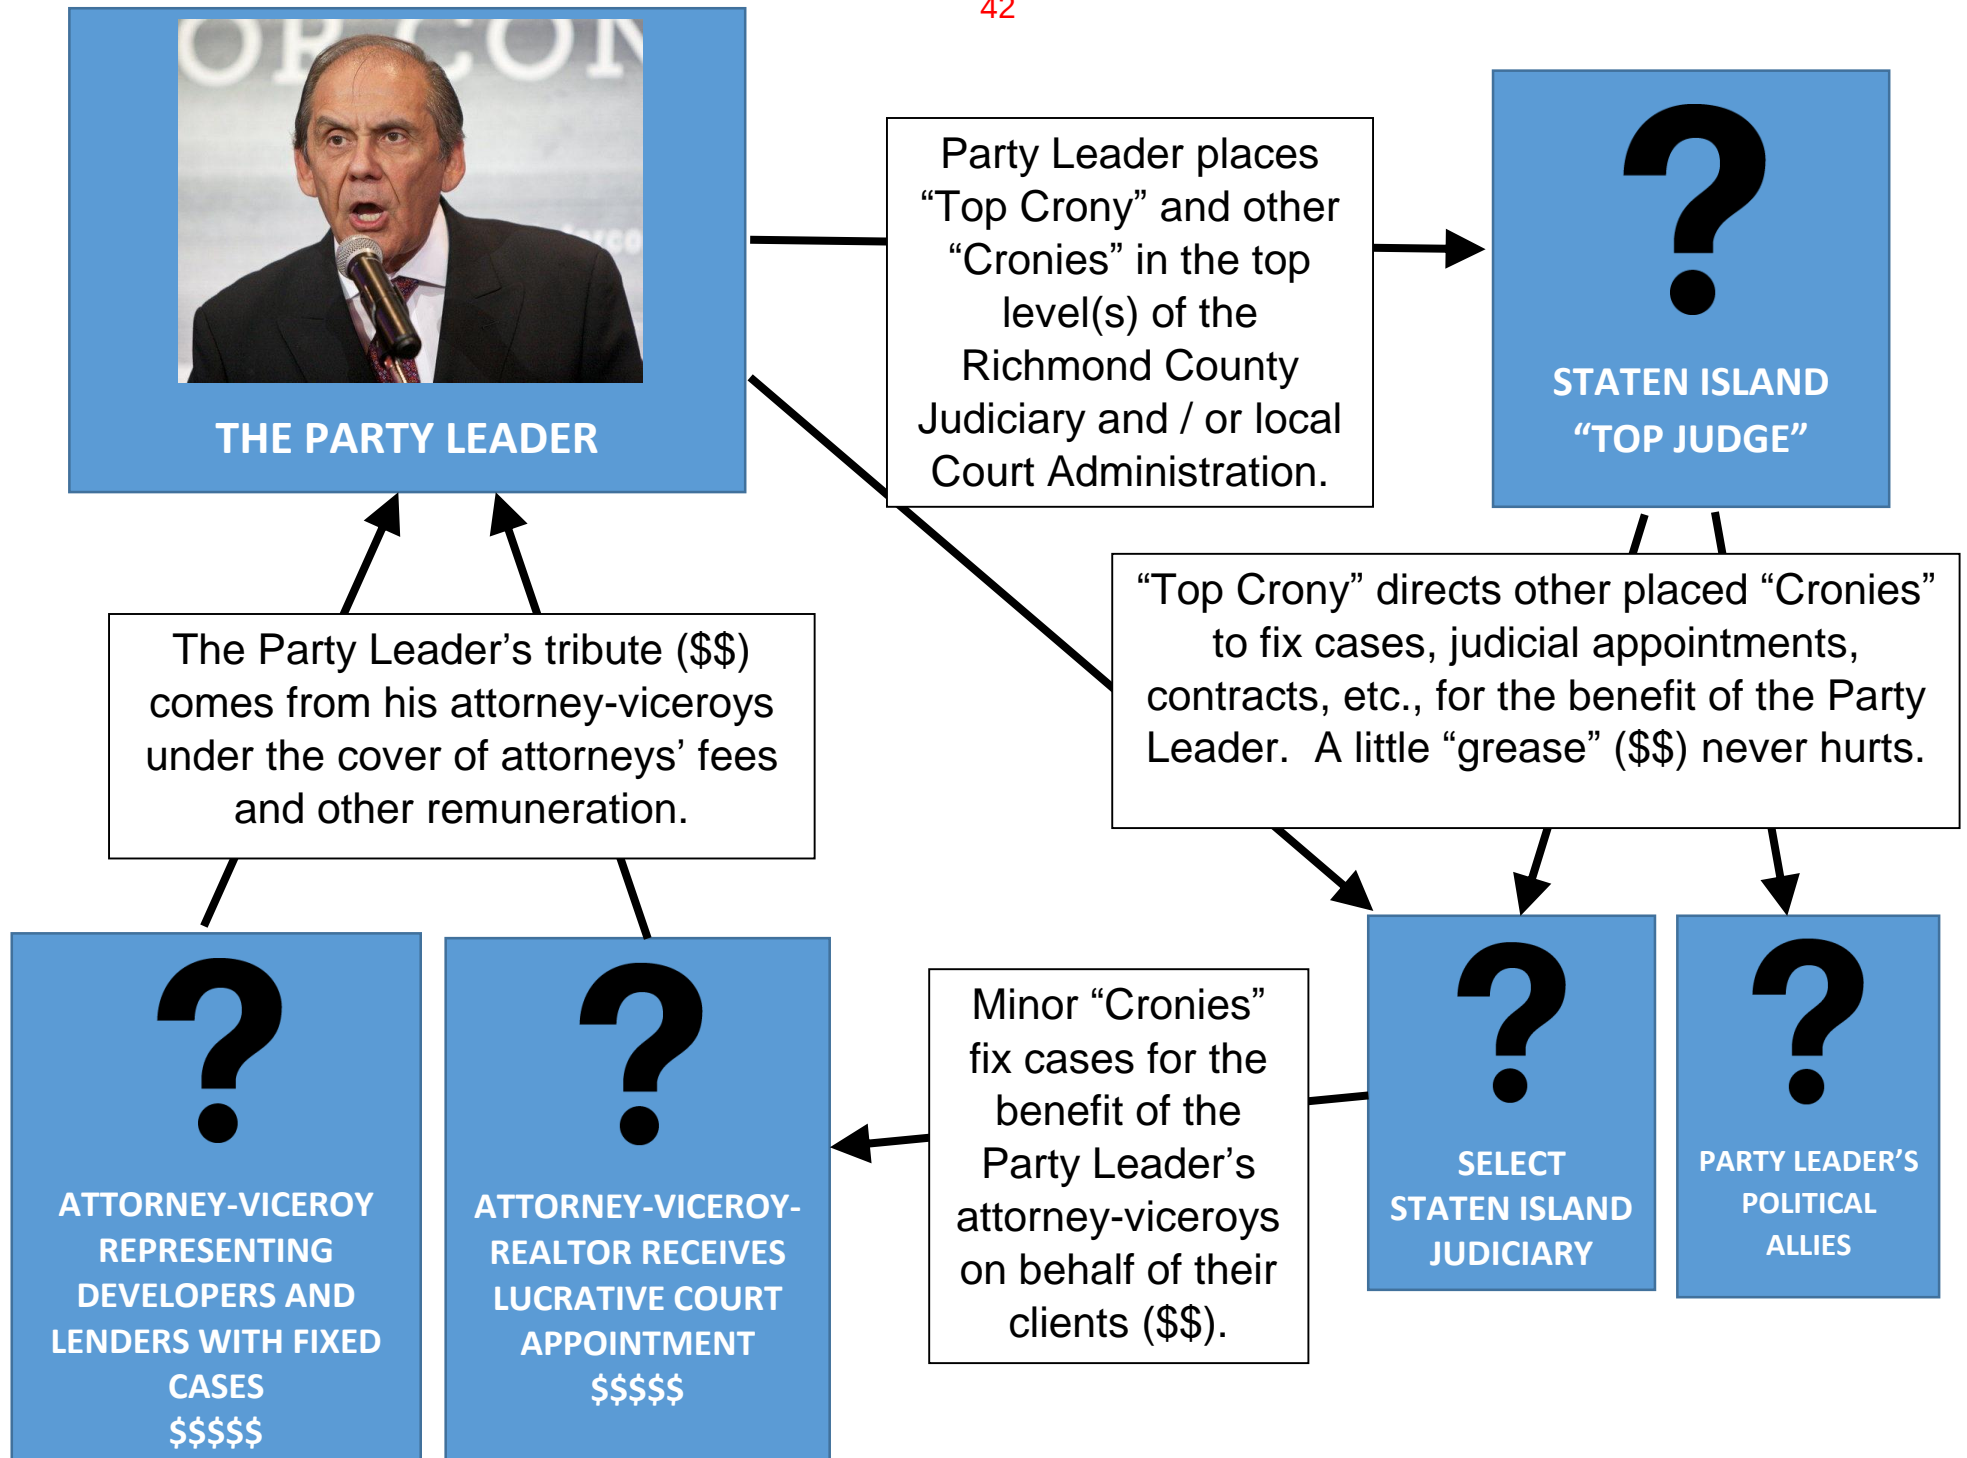 42
OR CON
THE PARTY LEADER
Party Leader places
“Top Crony” and other
“Cronies” in the top
level(s) of the
Richmond County
Judiciary and / or local
Court Administration.
?
STATEN ISLAND
“TOP JUDGE”
The Party Leader’s tribute ($$)
comes from his attorney-viceroys
under the cover of attorneys’ fees
and other remuneration.
“Top Crony” directs other placed “Cronies”
to fix cases, judicial appointments,
contracts, etc., for the benefit of the Party
Leader.  A little “grease” ($$) never hurts.
?
ATTORNEY-VICEROY
REPRESENTING
DEVELOPERS AND
LENDERS WITH FIXED
CASES
$$$$$
?
ATTORNEY-VICEROY-
REALTOR RECEIVES
LUCRATIVE COURT
APPOINTMENT
$$$$$
Minor “Cronies”
fix cases for the
benefit of the
Party Leader’s
attorney-viceroys
on behalf of their
clients ($$).
?
SELECT
STATEN ISLAND
JUDICIARY
?
PARTY LEADER’S
POLITICAL
ALLIES